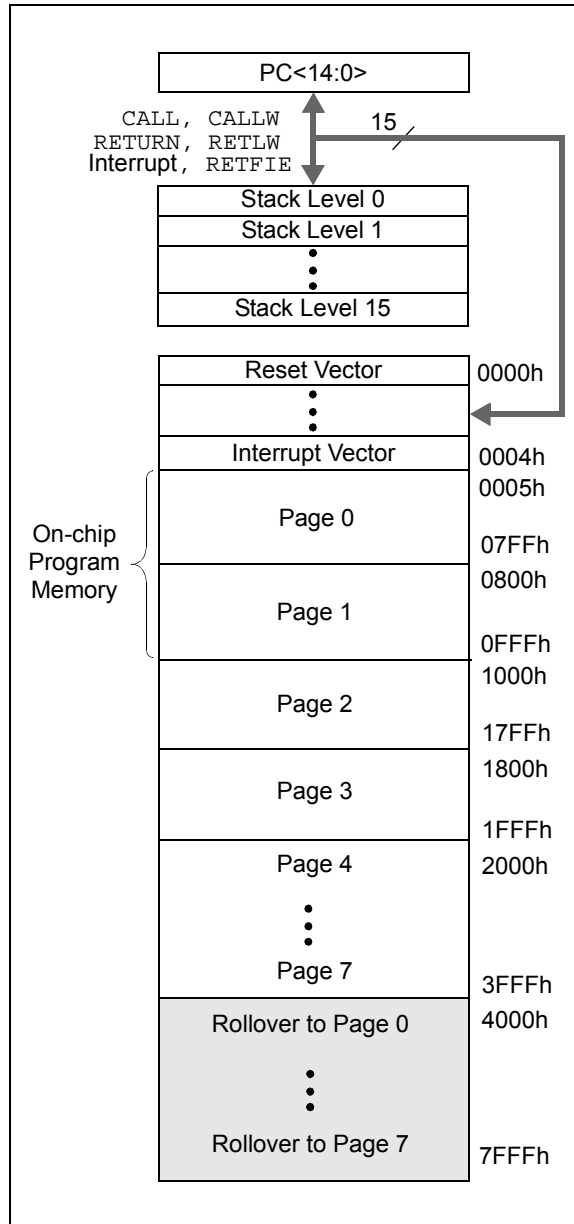 PC<14:0>
CALL, CALLW
RETURN, RETLW
Interrupt, RETFIE
15
Stack Level 0
Stack Level 1
Stack Level 15
Reset Vector
0000h
Interrupt Vector
0004h
0005h
On-chip
Program
Memory
Page 0
07FFh
0800h
Page 1
0FFFh
1000h
Page 2
17FFh
1800h
Page 3
1FFFh
Page 4
2000h
Page 7
3FFFh
Rollover to Page 0
4000h
Rollover to Page 7
7FFFh